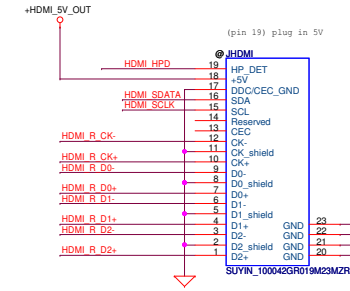 +HDMI_5V_OUT
(pin 19) plug in 5V
@ JHDMI
HDMI_HPD 19 HP_DET
18 +5V
17 DDC/CEC_GND
HDMI_SDATA 16 SDA
HDMI_SCLK 15 SCL
14 Reserved
13 CEC
HDMI_R_CK- 12 CK-
11 CK_shield
HDMI_R_CK+ 10 CK+
HDMI_R_D0- 9 D0-
8 D0_shield
HDMI_R_D0+ 7 D0+
HDMI_R_D1- 6 D1-
5 D1_shield
HDMI_R_D1+ 4 D1+ GND 23
HDMI_R_D2- 3 D2- GND 22
2 D2_shield GND 21
HDMI_R_D2+ 1 D2+ GND 20
SUYIN_100042GR019M23MZR